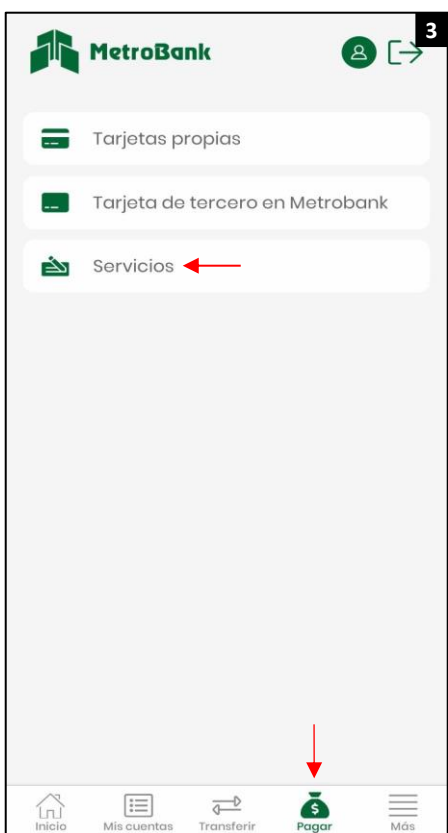 3
MetroBank
Tarjetas propias
Tarjeta de tercero en Metrobank
Servicios
$
Inicio Mis cuentas Transferir Pagar Más